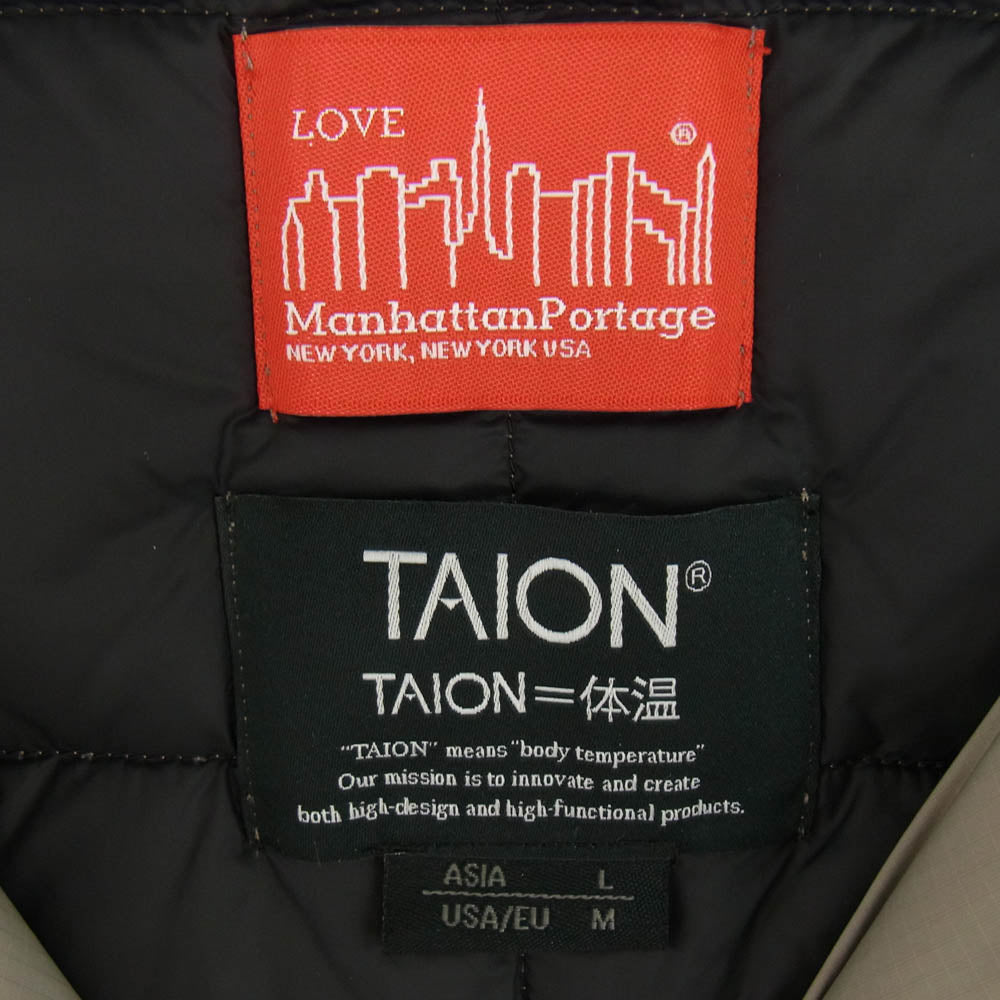 LOVE
®
ManhattanPortage
NEW YORK, NEW YORK USA
TAION®
TAION=体温
"TAION" means "body temperature"
Our mission is to innovate and create
both high-design and high-functional products.
ASIA L
USA/EU M